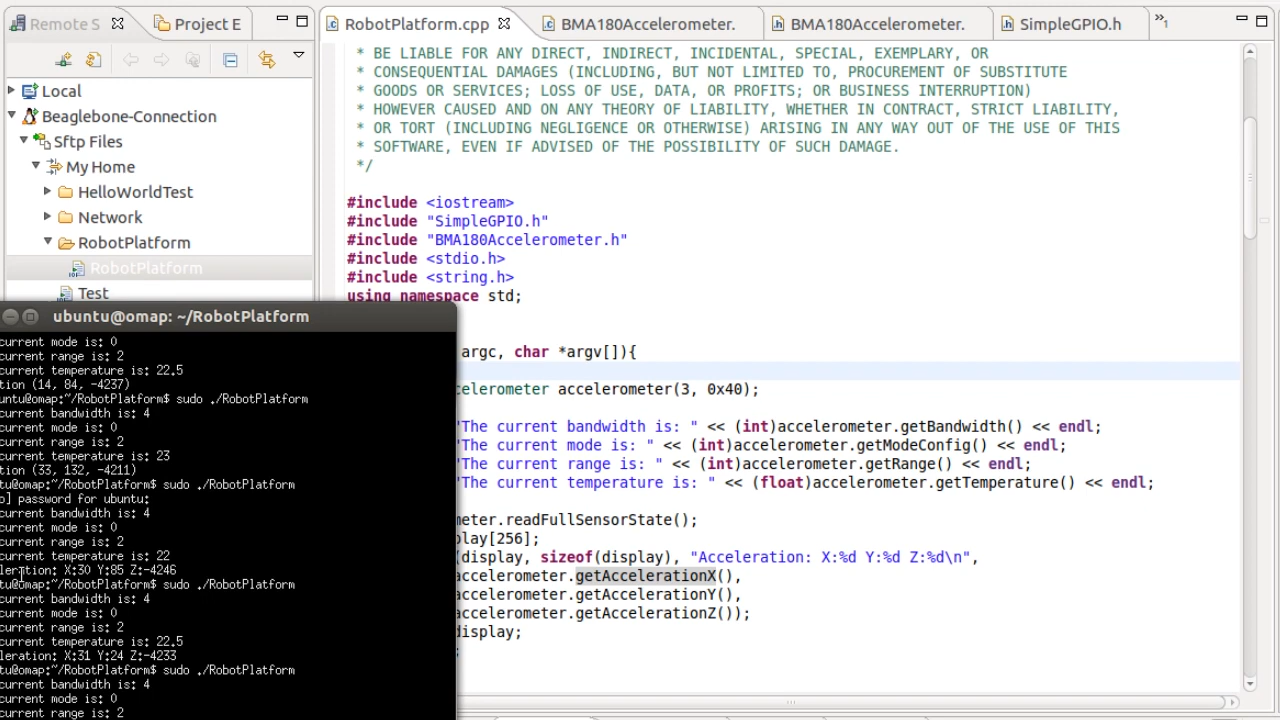 Remote S
Project E
RobotPlatform.cpp
BMA180Accelerometer.
BMA180Accelerometer.
SimpleGPIO.h
»1
Local
Beaglebone-Connection
Sftp Files
My Home
HelloWorldTest
Network
RobotPlatform
RobotPlatform
Test
* BE LIABLE FOR ANY DIRECT, INDIRECT, INCIDENTAL, SPECIAL, EXEMPLARY, OR
* CONSEQUENTIAL DAMAGES (INCLUDING, BUT NOT LIMITED TO, PROCUREMENT OF SUBSTITUTE
* GOODS OR SERVICES; LOSS OF USE, DATA, OR PROFITS; OR BUSINESS INTERRUPTION)
* HOWEVER CAUSED AND ON ANY THEORY OF LIABILITY, WHETHER IN CONTRACT, STRICT LIABILITY,
* OR TORT (INCLUDING NEGLIGENCE OR OTHERWISE) ARISING IN ANY WAY OUT OF THE USE OF THIS
* SOFTWARE, EVEN IF ADVISED OF THE POSSIBILITY OF SUCH DAMAGE.
*/
#include <iostream>
#include "SimpleGPIO.h"
#include "BMA180Accelerometer.h"
#include <stdio.h>
#include <string.h>
using namespace std;
argc, char *argv[]){
celerometer accelerometer(3, 0x40);
"The current bandwidth is: " << (int)accelerometer.getBandwidth() << endl;
"The current mode is: " << (int)accelerometer.getModeConfig() << endl;
"The current range is: " << (int)accelerometer.getRange() << endl;
"The current temperature is: " << (float)accelerometer.getTemperature() << endl;
meter.readFullSensorState();
play[256];
(display, sizeof(display), "Acceleration: X:%d Y:%d Z:%d\n",
accelerometer.getAccelerationX(),
accelerometer.getAccelerationY(),
accelerometer.getAccelerationZ());
display;
;
ubuntu@omap: ~/RobotPlatform
current mode is: 0
current range is: 2
current temperature is: 22.5
tion (14, 84, -4237)
untu@omap:~/RobotPlatform$ sudo ./RobotPlatform
current bandwidth is: 4
current mode is: 0
current range is: 2
current temperature is: 23
tion (33, 132, -4211)
tu@omap:~/RobotPlatform$ sudo ./RobotPlatform
o] password for ubuntu:
current bandwidth is: 4
current mode is: 0
current range is: 2
current temperature is: 22
leration: X:30 Y:85 Z:-4246
tu@omap:~/RobotPlatform$ sudo ./RobotPlatform
current bandwidth is: 4
current mode is: 0
current range is: 2
current temperature is: 22.5
leration: X:31 Y:24 Z:-4233
tu@omap:~/RobotPlatform$ sudo ./RobotPlatform
current bandwidth is: 4
current mode is: 0
current range is: 2